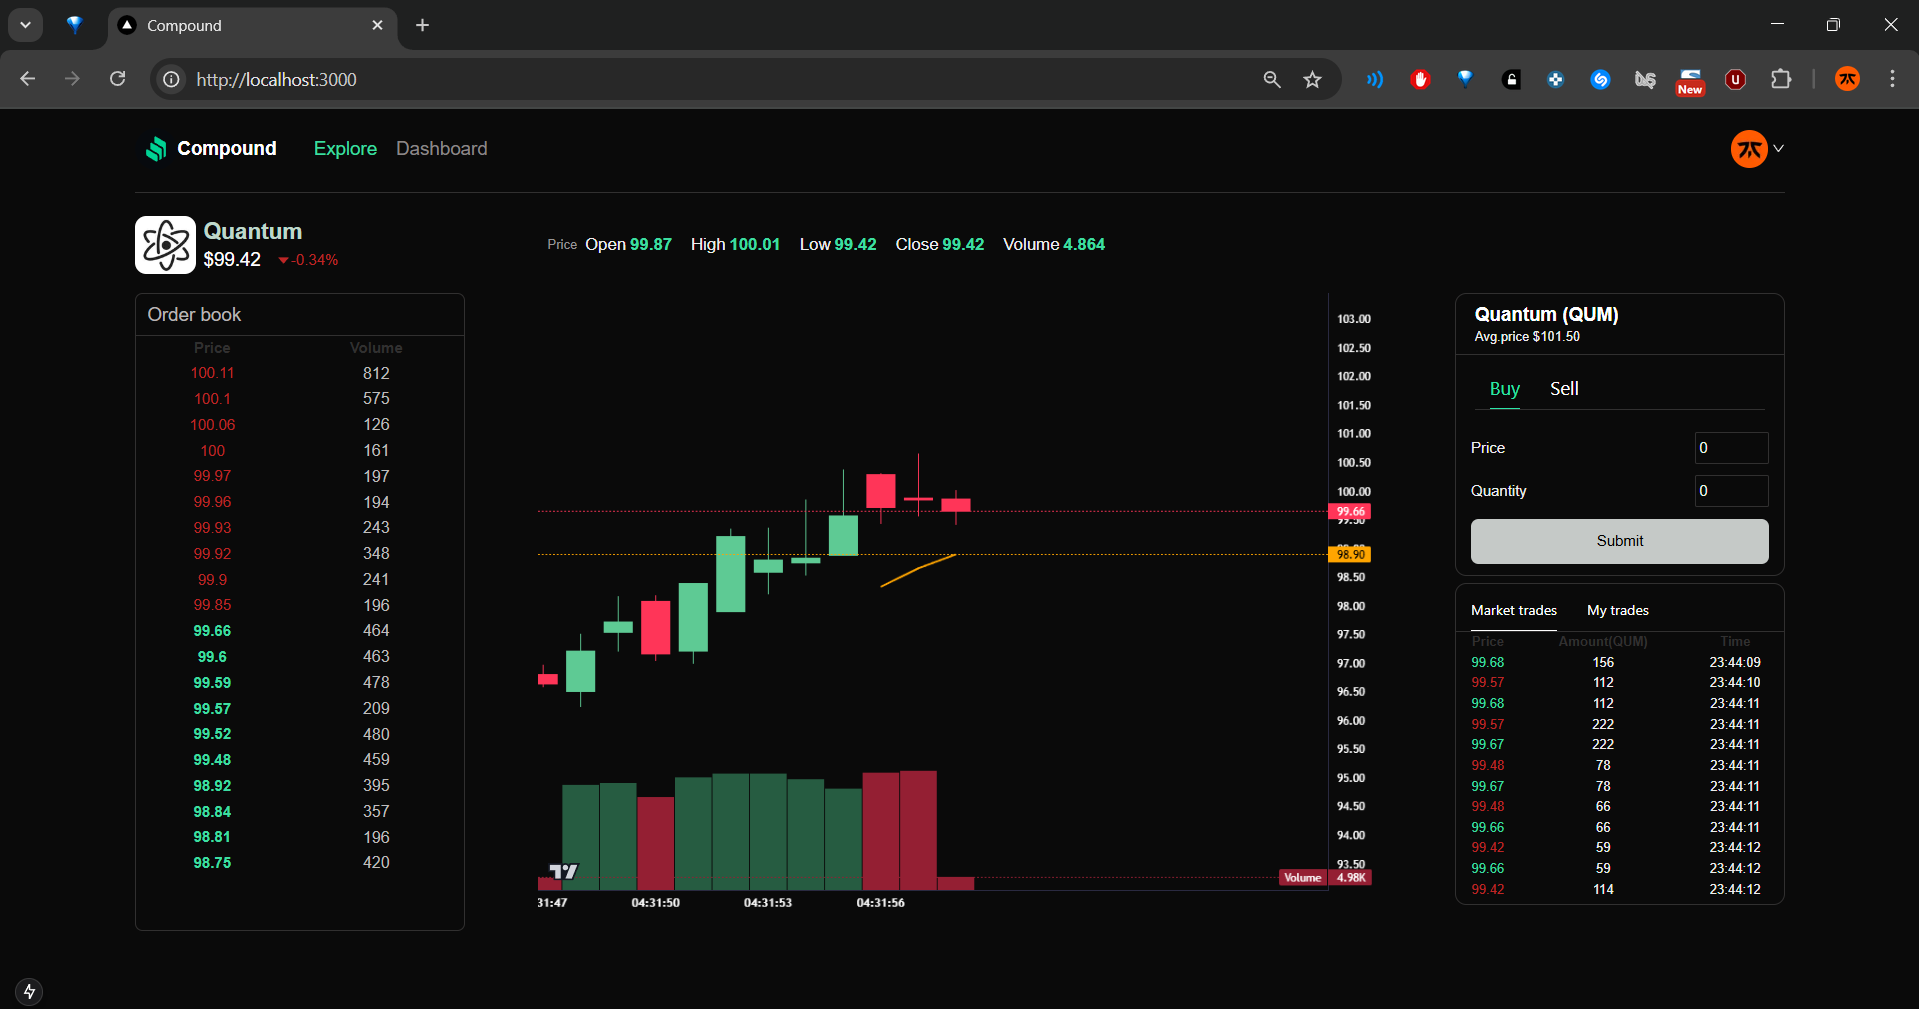 Compound
http://localhost:3000
New
Compound Explore Dashboard
Quantum
$99.42 -0.34%
Price Open 99.87 High 100.01 Low 99.42 Close 99.42 Volume 4.864
Order book
Price Volume
100.11 812
100.1 575
100.06 126
100 161
99.97 197
99.96 194
99.93 243
99.92 348
99.9 241
99.85 196
99.66 464
99.6 463
99.59 478
99.57 209
99.52 480
99.48 459
98.92 395
98.84 357
98.81 196
98.75 420
103.00
102.50
102.00
101.50
101.00
100.50
100.00
99.66
99.50
98.90
98.50
98.00
97.50
97.00
96.50
96.00
95.50
95.00
94.50
94.00
93.50
Volume 4.98K
31:47 04:31:50 04:31:53 04:31:56
Quantum (QUM)
Avg.price $101.50
Buy Sell
Price 0
Quantity 0
Submit
Market trades My trades
Price Amount(QUM) Time
99.68 156 23:44:09
99.57 112 23:44:10
99.68 112 23:44:11
99.57 222 23:44:11
99.67 222 23:44:11
99.48 78 23:44:11
99.67 78 23:44:11
99.48 66 23:44:11
99.66 66 23:44:11
99.42 59 23:44:12
99.66 59 23:44:12
99.42 114 23:44:12